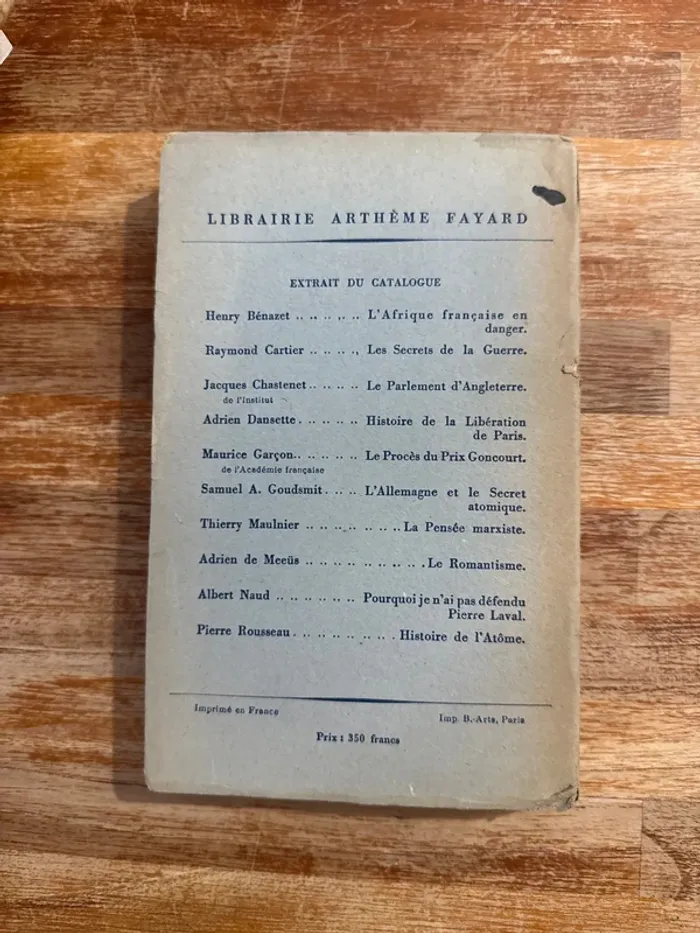 LIBRAIRIE ARTHÈME FAYARD
EXTRAIT DU CATALOGUE
Henry Bénazet .. .. .. .. .. L'Afrique française en
danger.
Raymond Cartier .. .. .. Les Secrets de la Guerre.
Jacques Chastenet .. .. .. Le Parlement d'Angleterre.
de l'Institut
Adrien Dansette . .. .. .. Histoire de la Libération
de Paris.
Maurice Garçon.. .. .. .. Le Procès du Prix Goncourt.
de l'Académie française
Samuel A. Goudsmit. .. .. L'Allemagne et le Secret
atomique.
Thierry Maulnier .. .. .. .. .. .. La Pensée marxiste.
Adrien de Meeüs .. .. .. .. .. .. .. Le Romantisme.
Albert Naud .. .. .. .. .. Pourquoi je n'ai pas défendu
Pierre Laval.
Pierre Rousseau . .. .. .. .. .. Histoire de l'Atôme.
Imprimé en France
Imp. B.-Arts, Paris
Prix : 350 francs